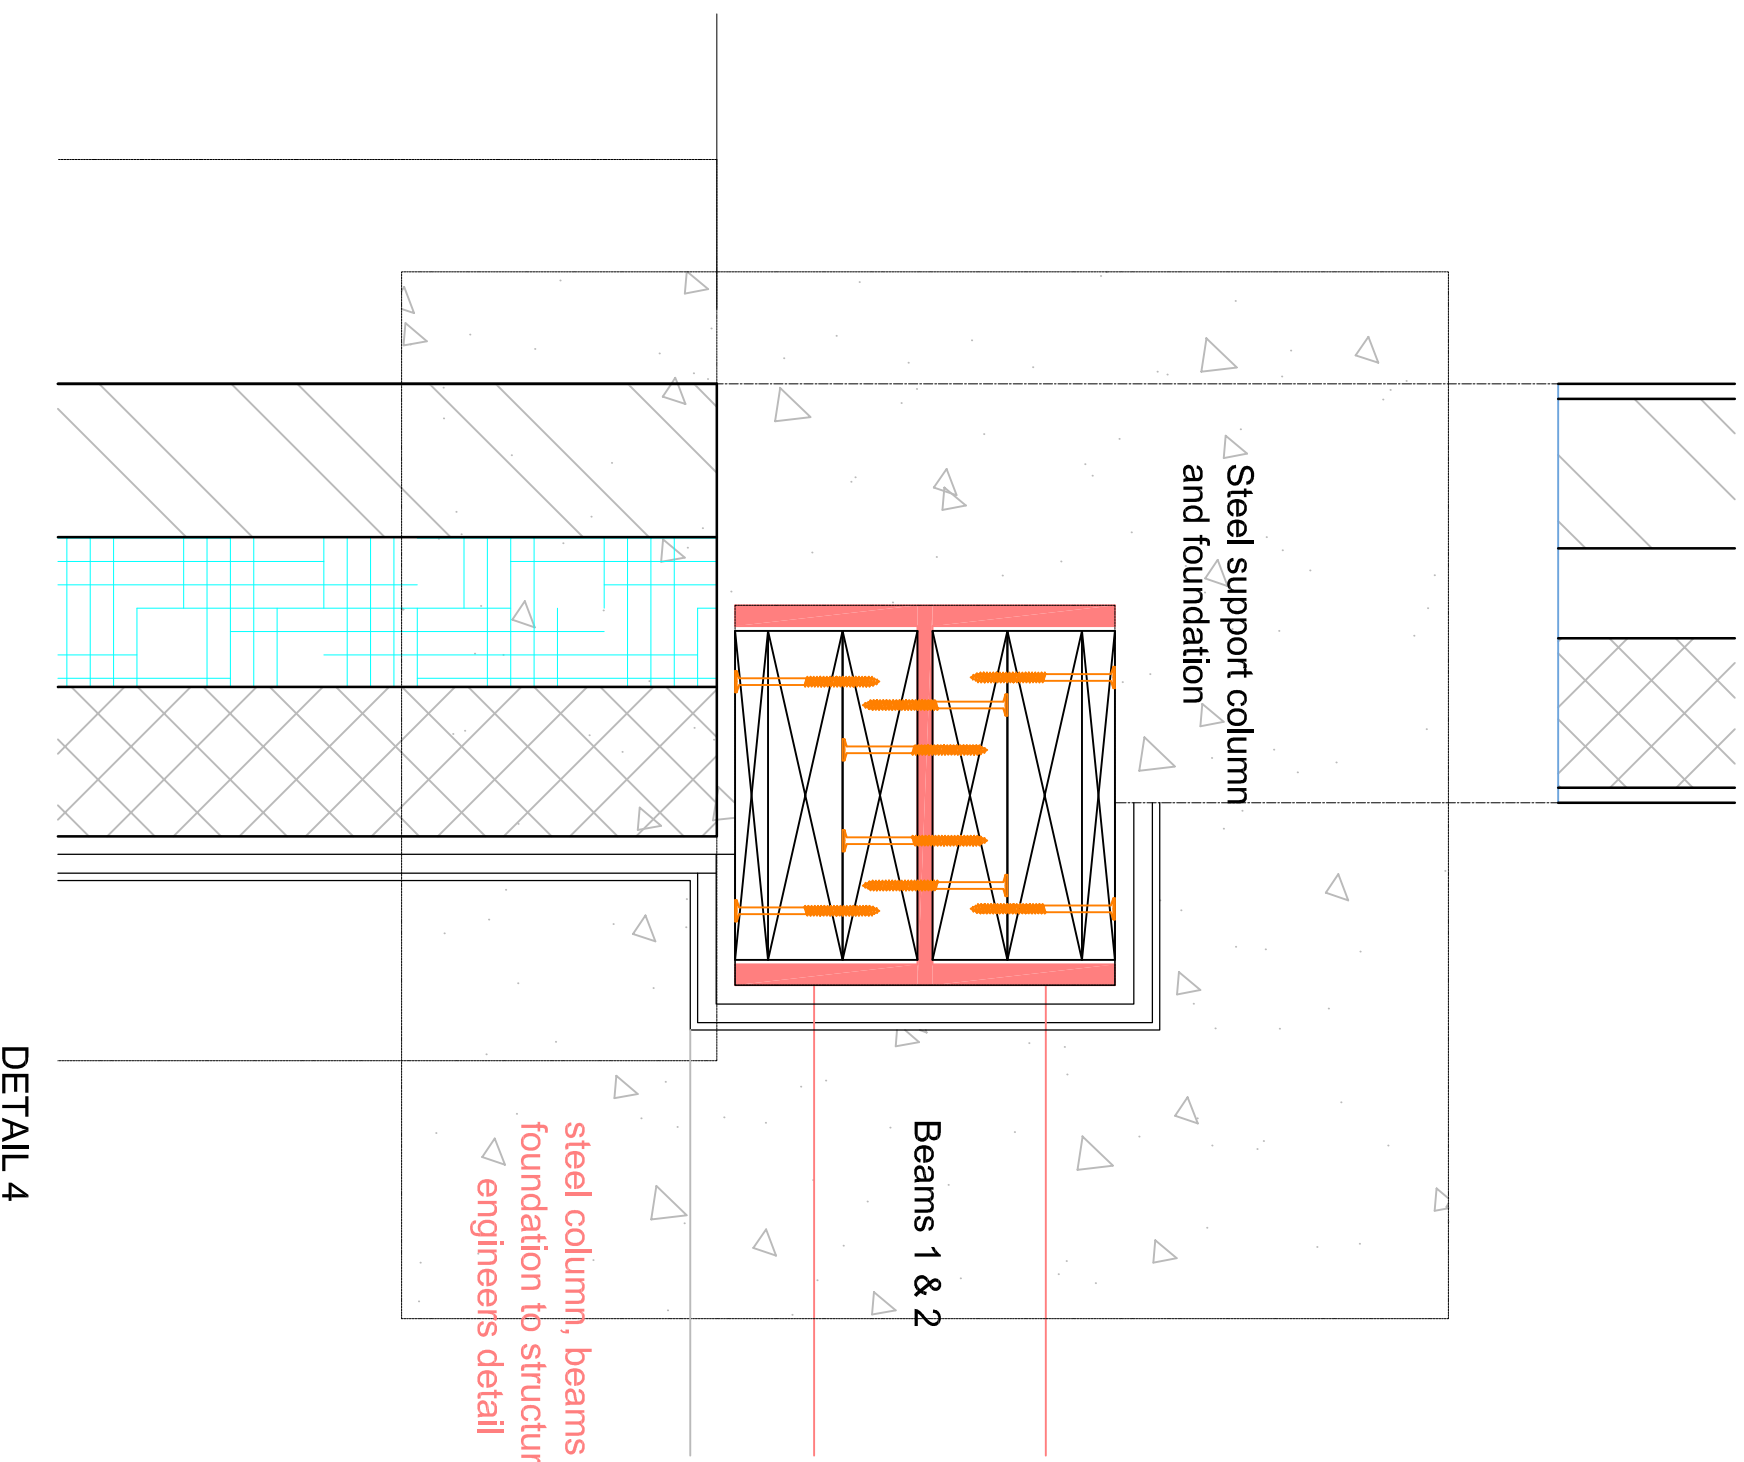 Steel support column
and foundation
Beams 1 & 2
steel column, beams
foundation to structur
engineers detail
DETAIL 4